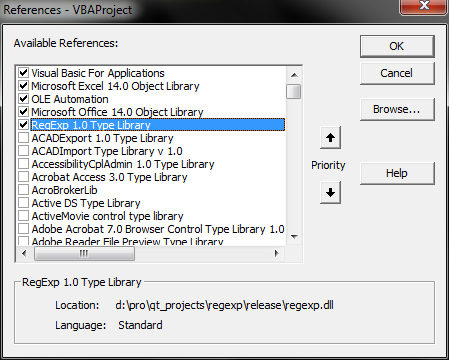 References - VBAProject
Available References:
OK
Visual Basic For Applications
Microsoft Excel 14.0 Object Library
Cancel
OLE Automation
Microsoft Office 14.0 Object Library
RegExp 1.0 Type Library
Browse...
ACADExport 1.0 Type Library
ACADImport Type Library v 1.0
AccessibilityCplAdmin 1.0 Type Library
Priority
Acrobat Access 3.0 Type Library
Help
AcroBrokerLib
Active DS Type Library
ActiveMovie control type library
Adobe Acrobat 7.0 Browser Control Type Library 1.0
Adobe Reader File Preview Type Library
RegExp 1.0 Type Library
Location: d:\pro\qt_projects\regexp\release\regexp.dll
Language: Standard